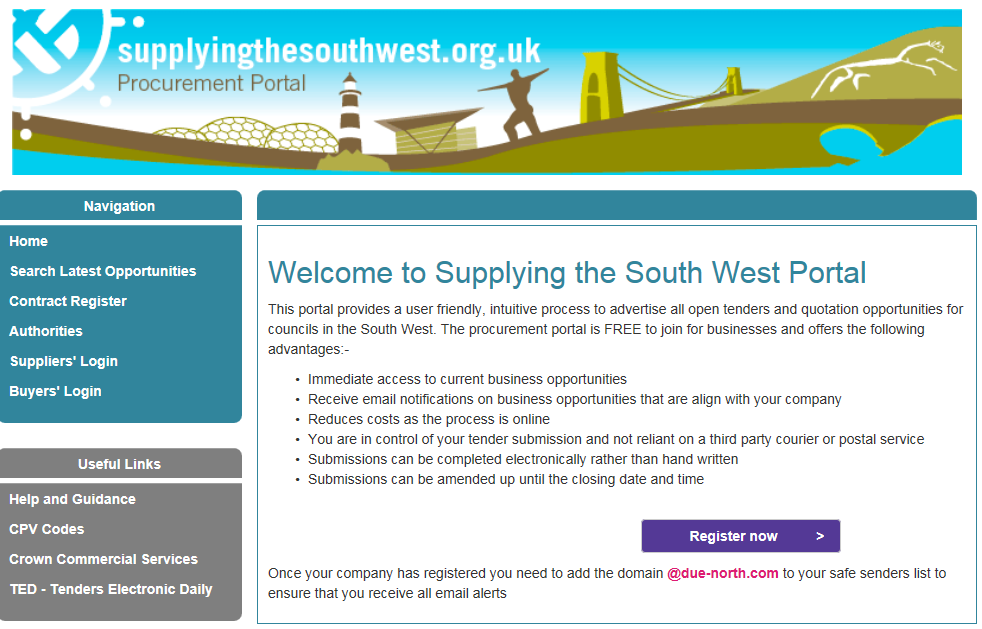 supplyingthesouthwest.org.uk
Procurement Portal
Navigation
Home
Search Latest Opportunities
Contract Register
Authorities
Suppliers' Login
Buyers' Login
Useful Links
Help and Guidance
CPV Codes
Crown Commercial Services
TED - Tenders Electronic Daily
Welcome to Supplying the South West Portal
This portal provides a user friendly, intuitive process to advertise all open tenders and quotation opportunities for
councils in the South West. The procurement portal is FREE to join for businesses and offers the following
advantages:-
• Immediate access to current business opportunities
• Receive email notifications on business opportunities that are align with your company
• Reduces costs as the process is online
• You are in control of your tender submission and not reliant on a third party courier or postal service
• Submissions can be completed electronically rather than hand written
• Submissions can be amended up until the closing date and time
Register now >
Once your company has registered you need to add the domain @due-north.com to your safe senders list to
ensure that you receive all email alerts